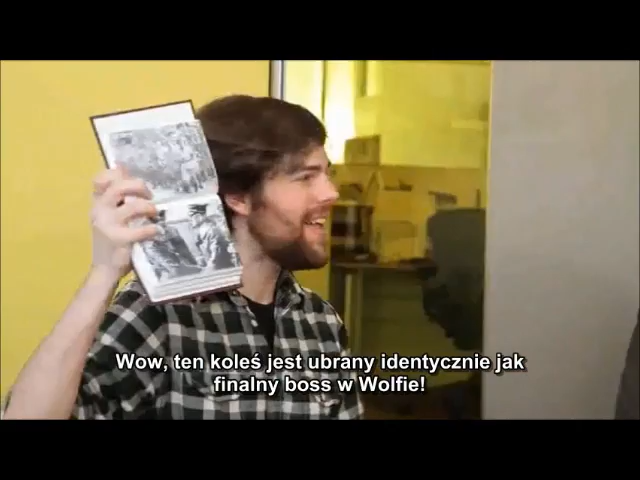 Wow, ten koleś jest ubrany identycznie jak
finalny boss w Wolfie!